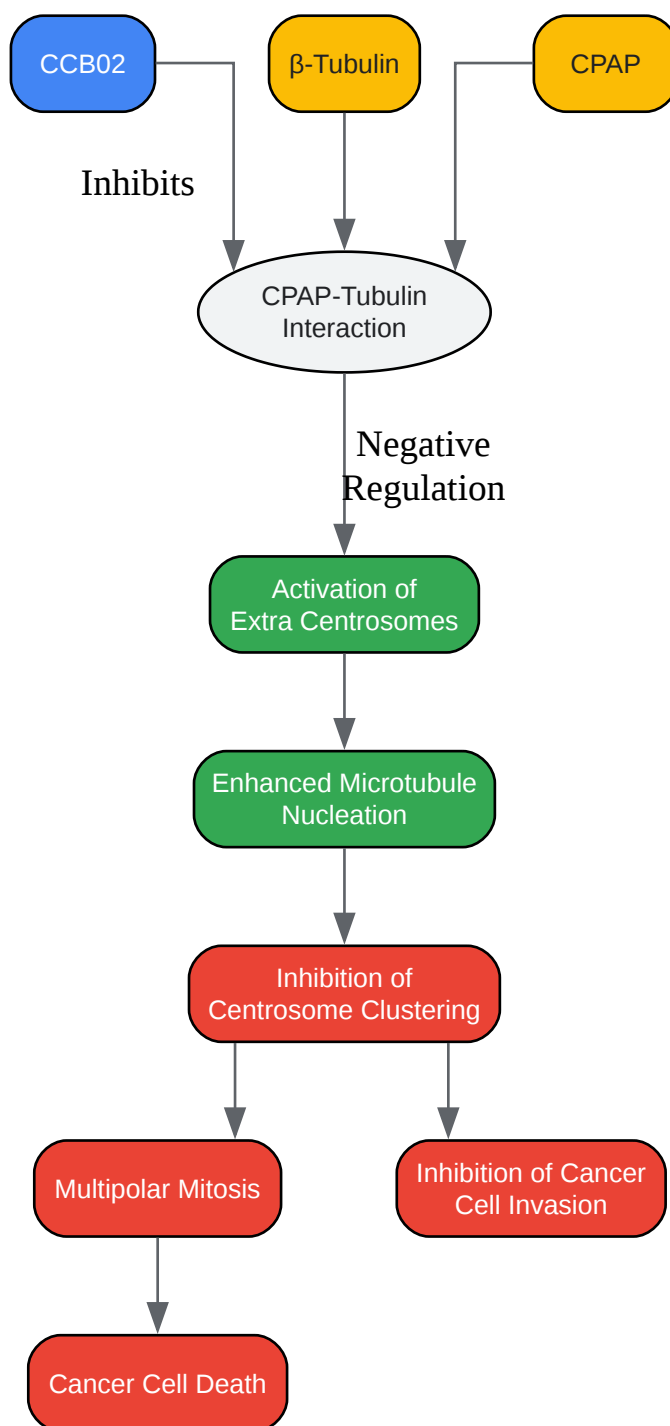 CCB02
β-Tubulin
CPAP
Inhibits
CPAP-Tubulin
Interaction
Negative
Regulation
Activation of
Extra Centrosomes
Enhanced Microtubule
Nucleation
Inhibition of
Centrosome Clustering
Multipolar Mitosis
Inhibition of Cancer
Cell Invasion
Cancer Cell Death